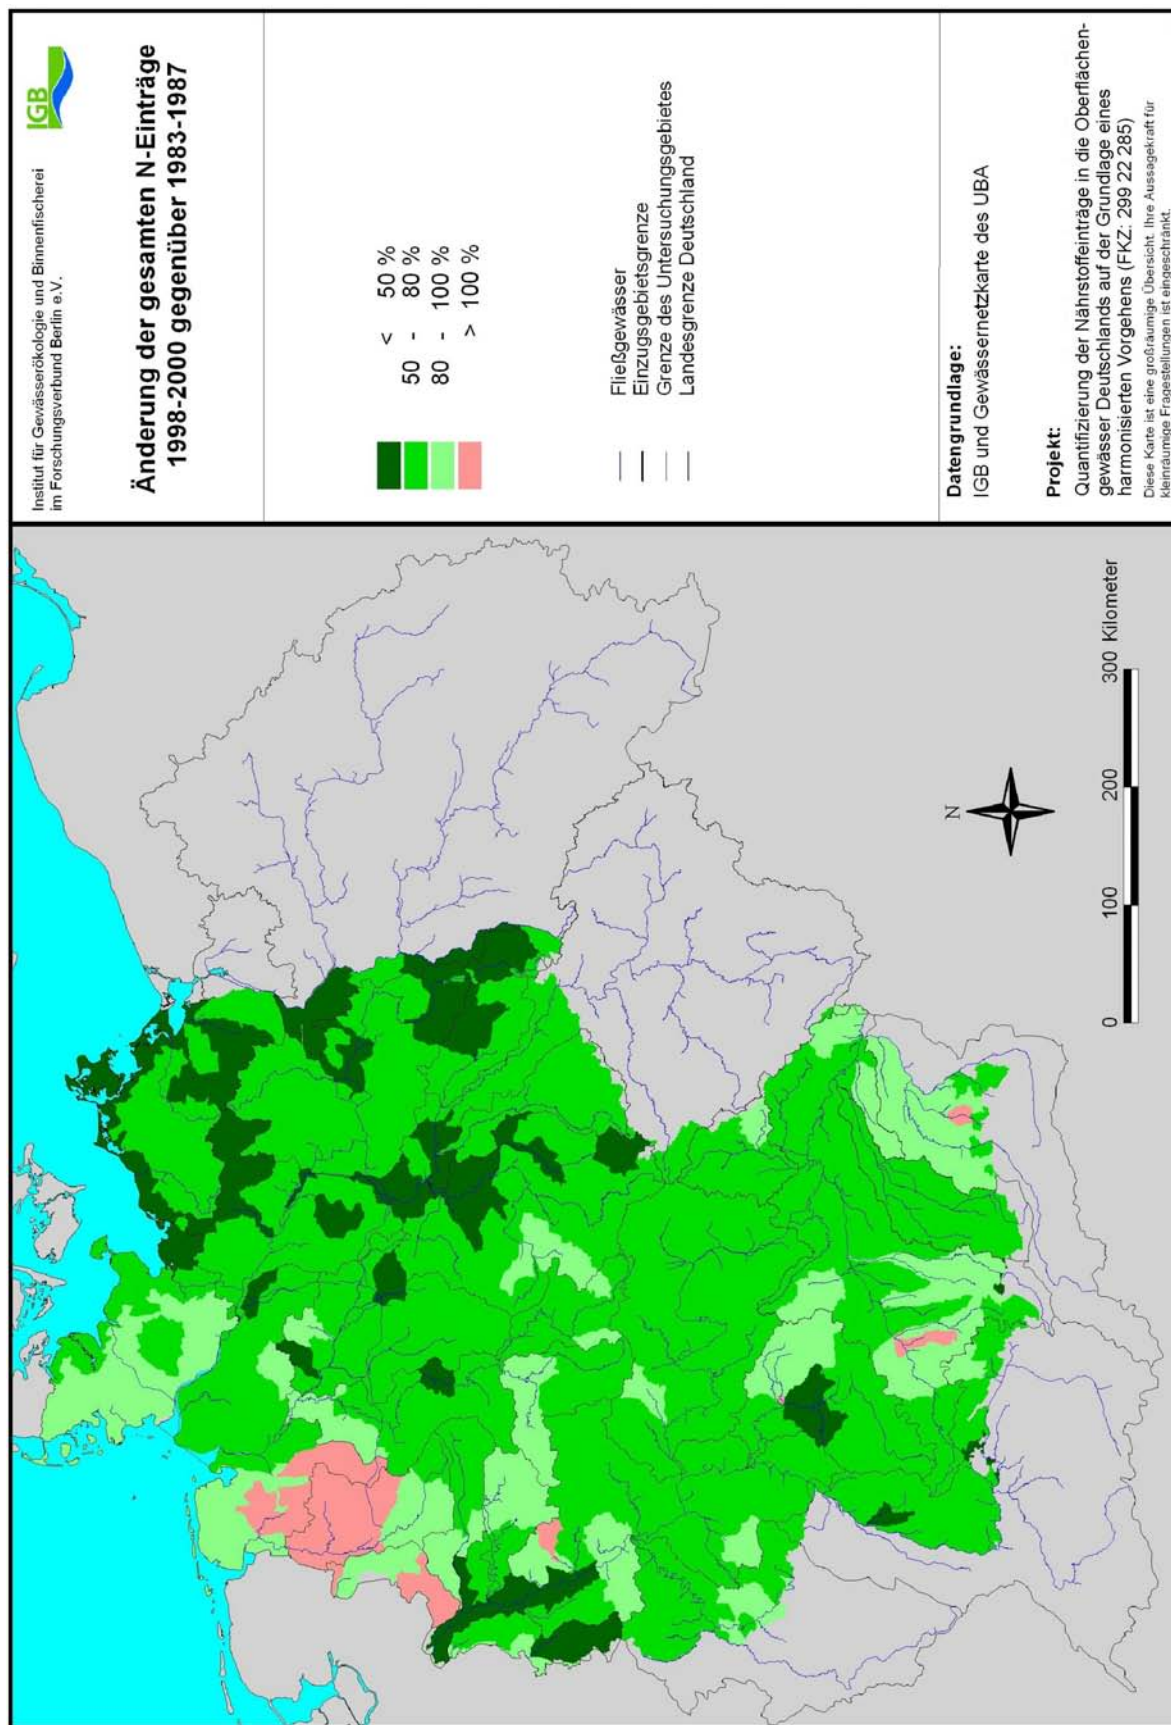 Institut für Gewässerökologie und Binnenfischerei
im Forschungsverbund Berlin e.V.
IGB
Änderung der gesamten N-Einträge
1998-2000 gegenüber 1983-1987
< 50 %
50 - 80 %
80 - 100 %
> 100 %
Fließgewässer
Einzugsgebietsgrenze
Grenze des Untersuchungsgebietes
Landesgrenze Deutschland
Datengrundlage:
IGB und Gewässernetzkarte des UBA
Projekt:
Quantifizierung der Nährstoffeinträge in die Oberflächen-
gewässer Deutschlands auf der Grundlage eines
harmonisierten Vorgehens (FKZ: 299 22 285)
Diese Karte ist eine großräumige Übersicht. Ihre Aussagekraft für
kleinräumige Fragestellungen ist eingeschränkt.
N
0 100 200 300 Kilometer